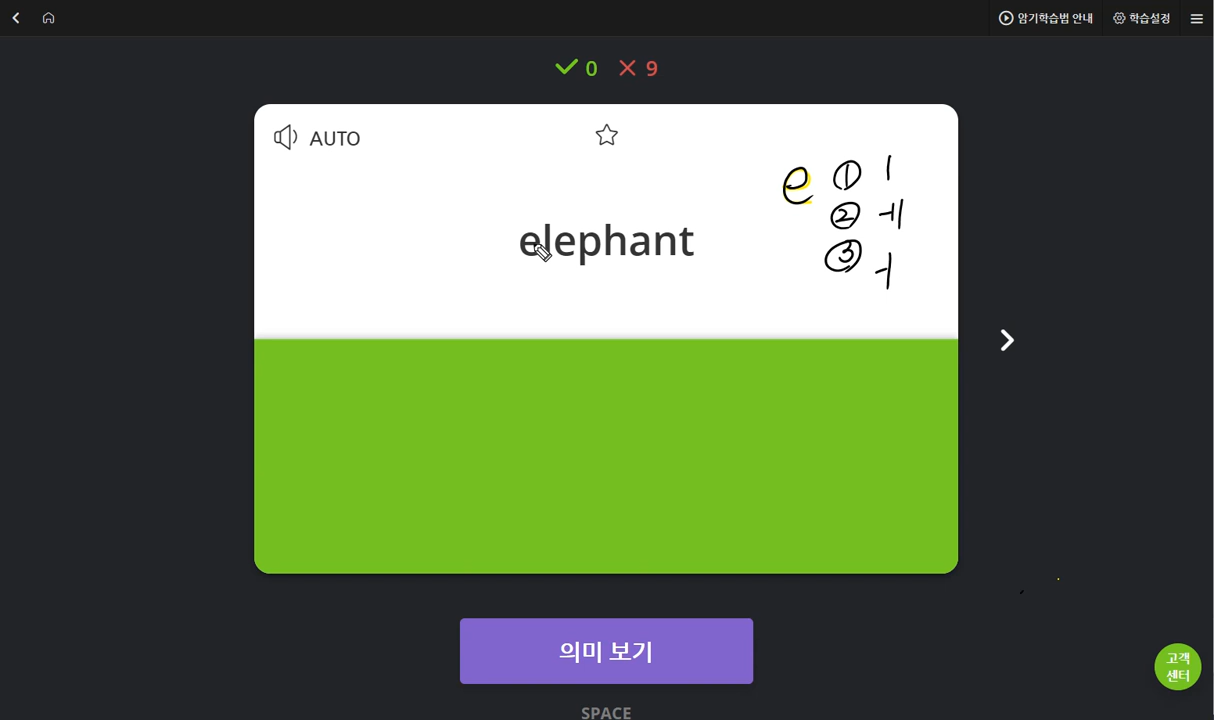 암기학습법 안내 학습설정
0 9
AUTO
e ① ㅣ
② ㅔ
③ ㅓ
elephant
의미 보기
SPACE
고객
센터